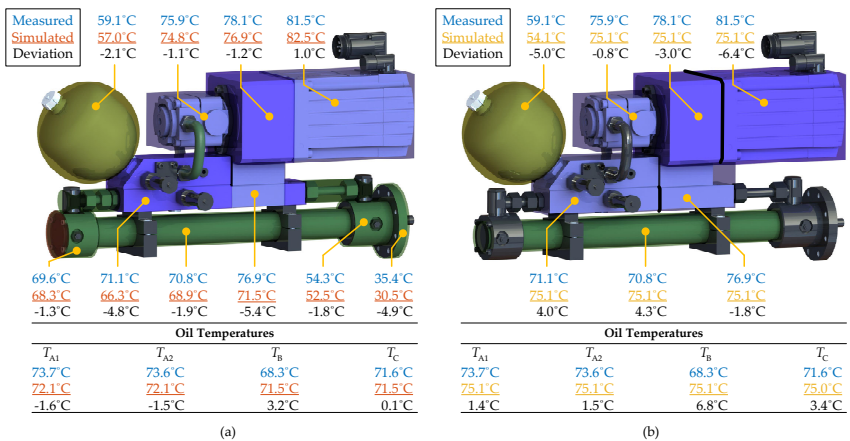 Measured 59.1°C 75.9°C 78.1°C 81.5°C
Simulated 57.0°C 74.8°C 76.9°C 82.5°C
Deviation -2.1°C -1.1°C -1.2°C 1.0°C
69.6°C 71.1°C 70.8°C 76.9°C 54.3°C 35.4°C
68.3°C 66.3°C 68.9°C 71.5°C 52.5°C 30.5°C
-1.3°C -4.8°C -1.9°C -5.4°C -1.8°C -4.9°C
Oil Temperatures
T_A1 T_A2 T_B T_C
73.7°C 73.6°C 68.3°C 71.6°C
72.1°C 72.1°C 71.5°C 71.5°C
-1.6°C -1.5°C 3.2°C 0.1°C
(a)
Measured 59.1°C 75.9°C 78.1°C 81.5°C
Simulated 54.1°C 75.1°C 75.1°C 75.1°C
Deviation -5.0°C -0.8°C -3.0°C -6.4°C
71.1°C 70.8°C 76.9°C
75.1°C 75.1°C 75.1°C
4.0°C 4.3°C -1.8°C
Oil Temperatures
T_A1 T_A2 T_B T_C
73.7°C 73.6°C 68.3°C 71.6°C
75.1°C 75.1°C 75.1°C 75.0°C
1.4°C 1.5°C 6.8°C 3.4°C
(b)